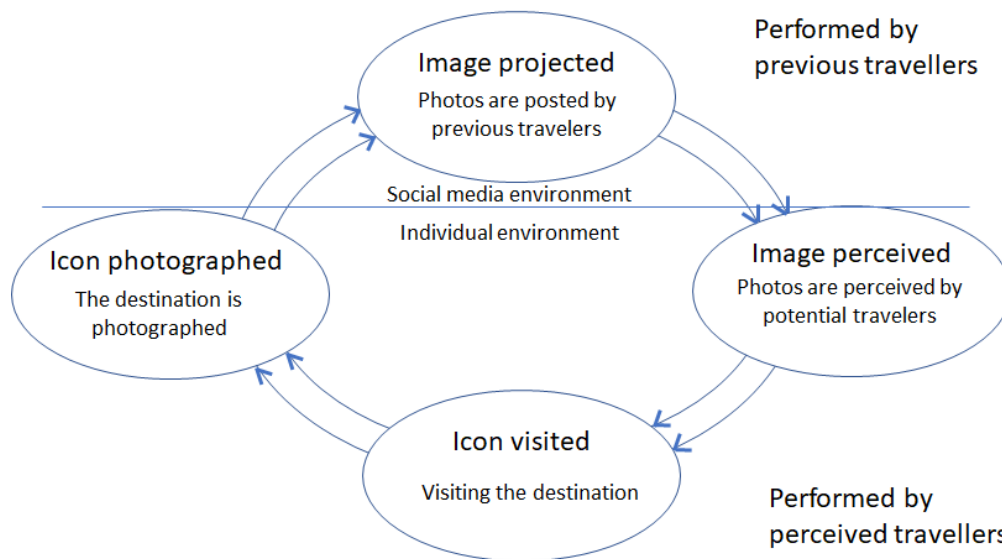 Performed by
previous travellers
Image projected
Photos are posted by
previous travelers
Social media environment
Individual environment
Icon photographed
The destination is
photographed
Image perceived
Photos are perceived by
potential travelers
Icon visited
Visiting the destination
Performed by
perceived travellers